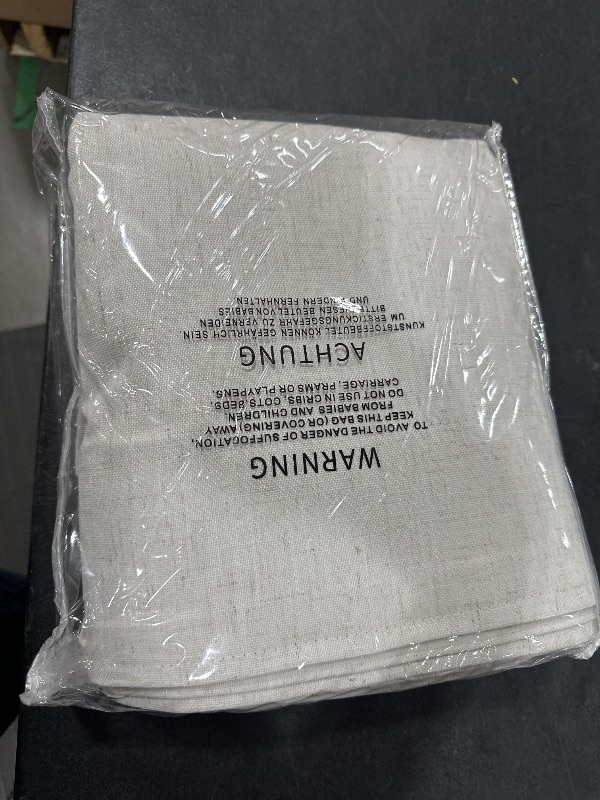 WARNING
TO AVOID THE DANGER OF SUFFOCATION,
KEEP THIS BAG (OR COVERING) AWAY
FROM BABIES AND CHILDREN.
DO NOT USE IN CRIBS, COTS, BEDS,
CARRIAGE, PRAMS OR PLAYPENS.
ACHTUNG
KUNSTOFFBEUTEL KÖNNEN GEFÄHRLICH SEIN
UM ERSTICKUNGSGEFAHR ZU VERNEIDEN
BITTE DIESEN BEUTEL VON BABIES
UND KINDERN FERNHALTEN.